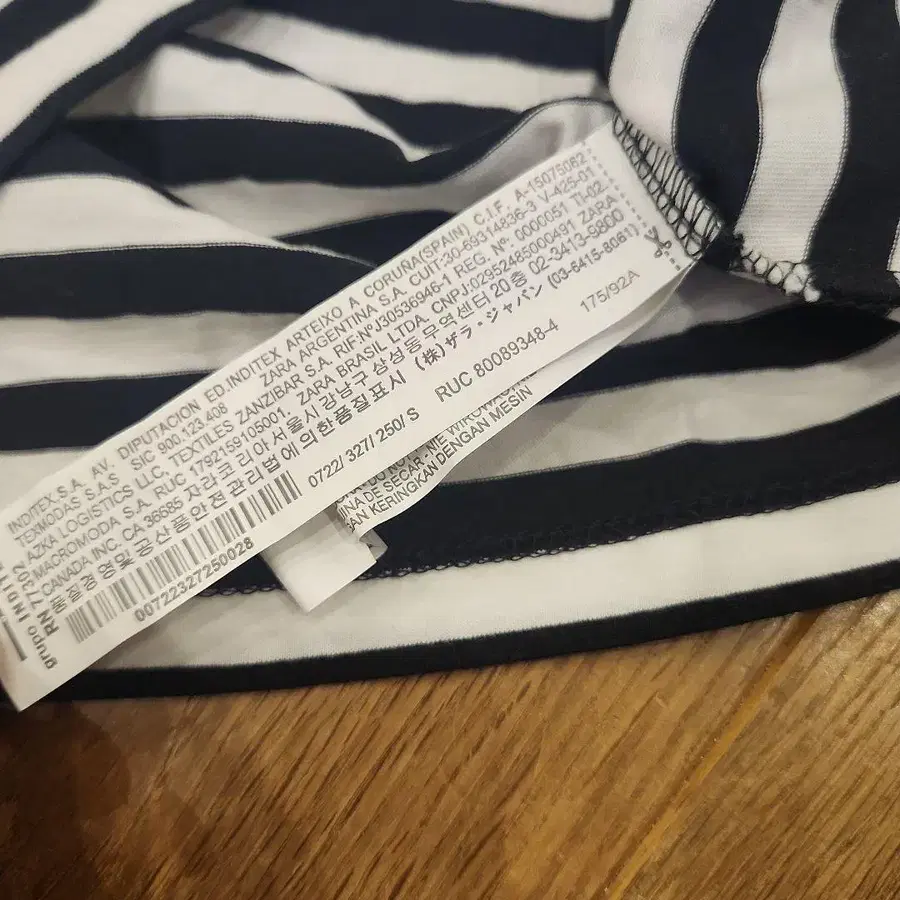 INDITEX,S.A. AV. DIPUTACION ED.INDITEX ARTEIXO A CORUÑA(SPAIN) C.I.F. A-15075062
TEXMODAS S.A.S - SIC 900.123.408 ZARA ARGENTINA S.A. CUIT:30-69314836-3 V-425-01
AZKA LOGISTICS LLC, TEXTILES ZANZIBAR S.A. RIF:NºJ30536946-1 REG. Nº: 0000051 TI-02.
MACROMODA S.A. RUC 1792159105001, ZARA BRASIL LTDA. CNPJ:02952485000491 ZARA
CANADA INC. CA 36685 자라코리아 서울시 강남구 삼성동 무역센터 20층 02-3413-9800
품질경영및 공산품안전관리법에 의한품질표시 (株)ザラ・ジャパン (03-6415-8061)
0722/ 327/ 250/ S RUC 80089348-4 175/92A
00722327250028
grupo
RN 77302
DE SECAR - NIE
KERINGKAN DENGAN MESIN